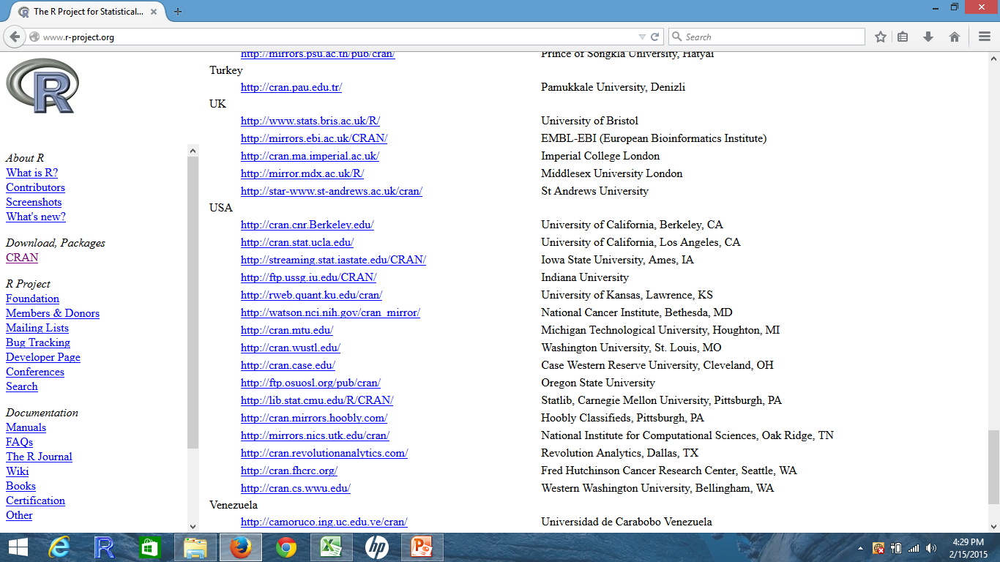 The R Project for Statistical...
www.r-project.org
Search
R
About R
What is R?
Contributors
Screenshots
What's new?
Download, Packages
CRAN
R Project
Foundation
Members & Donors
Mailing Lists
Bug Tracking
Developer Page
Conferences
Search
Documentation
Manuals
FAQs
The R Journal
Wiki
Books
Certification
Other
http://mirrors.psu.ac.th/pub/cran/ Prince of Songkla University, Hatyai
Turkey
http://cran.pau.edu.tr/ Pamukkale University, Denizli
UK
http://www.stats.bris.ac.uk/R/ University of Bristol
http://mirrors.ebi.ac.uk/CRAN/ EMBL-EBI (European Bioinformatics Institute)
http://cran.ma.imperial.ac.uk/ Imperial College London
http://mirror.mdx.ac.uk/R/ Middlesex University London
http://star-www.st-andrews.ac.uk/cran/ St Andrews University
USA
http://cran.cnr.Berkeley.edu/ University of California, Berkeley, CA
http://cran.stat.ucla.edu/ University of California, Los Angeles, CA
http://streaming.stat.iastate.edu/CRAN/ Iowa State University, Ames, IA
http://ftp.ussg.iu.edu/CRAN/ Indiana University
http://rweb.quant.ku.edu/cran/ University of Kansas, Lawrence, KS
http://watson.nci.nih.gov/cran_mirror/ National Cancer Institute, Bethesda, MD
http://cran.mtu.edu/ Michigan Technological University, Houghton, MI
http://cran.wustl.edu/ Washington University, St. Louis, MO
http://cran.case.edu/ Case Western Reserve University, Cleveland, OH
http://ftp.osuosl.org/pub/cran/ Oregon State University
http://lib.stat.cmu.edu/R/CRAN/ Statlib, Carnegie Mellon University, Pittsburgh, PA
http://cran.mirrors.hoobly.com/ Hoobly Classifieds, Pittsburgh, PA
http://mirrors.nics.utk.edu/cran/ National Institute for Computational Sciences, Oak Ridge, TN
http://cran.revolutionanalytics.com/ Revolution Analytics, Dallas, TX
http://cran.fhcrc.org/ Fred Hutchinson Cancer Research Center, Seattle, WA
http://cran.cs.wwu.edu/ Western Washington University, Bellingham, WA
Venezuela
http://camoruco.ing.uc.edu.ve/cran/ Universidad de Carabobo Venezuela
R
hp
4:29 PM
2/15/2015